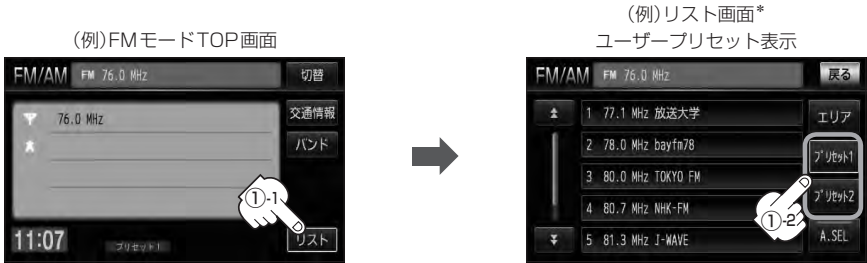 (例)FMモードTOP画面
FM/AM FM 76.0 MHz 切替
76.0 MHz 交通情報
バンド
①-1
11:07 プリセット1 リスト
(例)リスト画面*
ユーザープリセット表示
FM/AM FM 76.0 MHz 戻る
1 77.1 MHz 放送大学 エリア
2 78.0 MHz bayfm78 プリセット1
3 80.0 MHz TOKYO FM
4 80.7 MHz NHK-FM プリセット2
①-2
5 81.3 MHz J-WAVE A.SEL